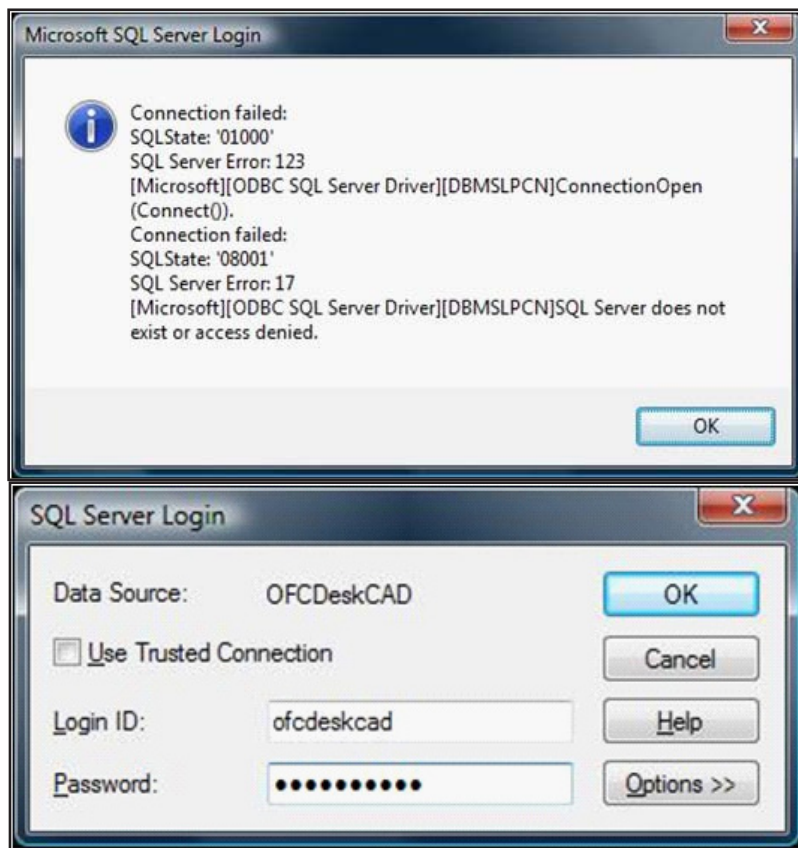 Microsoft SQL Server Login
Connection failed:
SQLState: '01000'
SQL Server Error: 123
[Microsoft][ODBC SQL Server Driver][DBMSLPCN]ConnectionOpen
(Connect()).
Connection failed:
SQLState: '08001'
SQL Server Error: 17
[Microsoft][ODBC SQL Server Driver][DBMSLPCN]SQL Server does not
exist or access denied.
OK
SQL Server Login
Data Source: OFCDeskCAD OK
Use Trusted Connection Cancel
Login ID: ofcdeskcad Help
Password: ●●●●●●●●●● Options >>